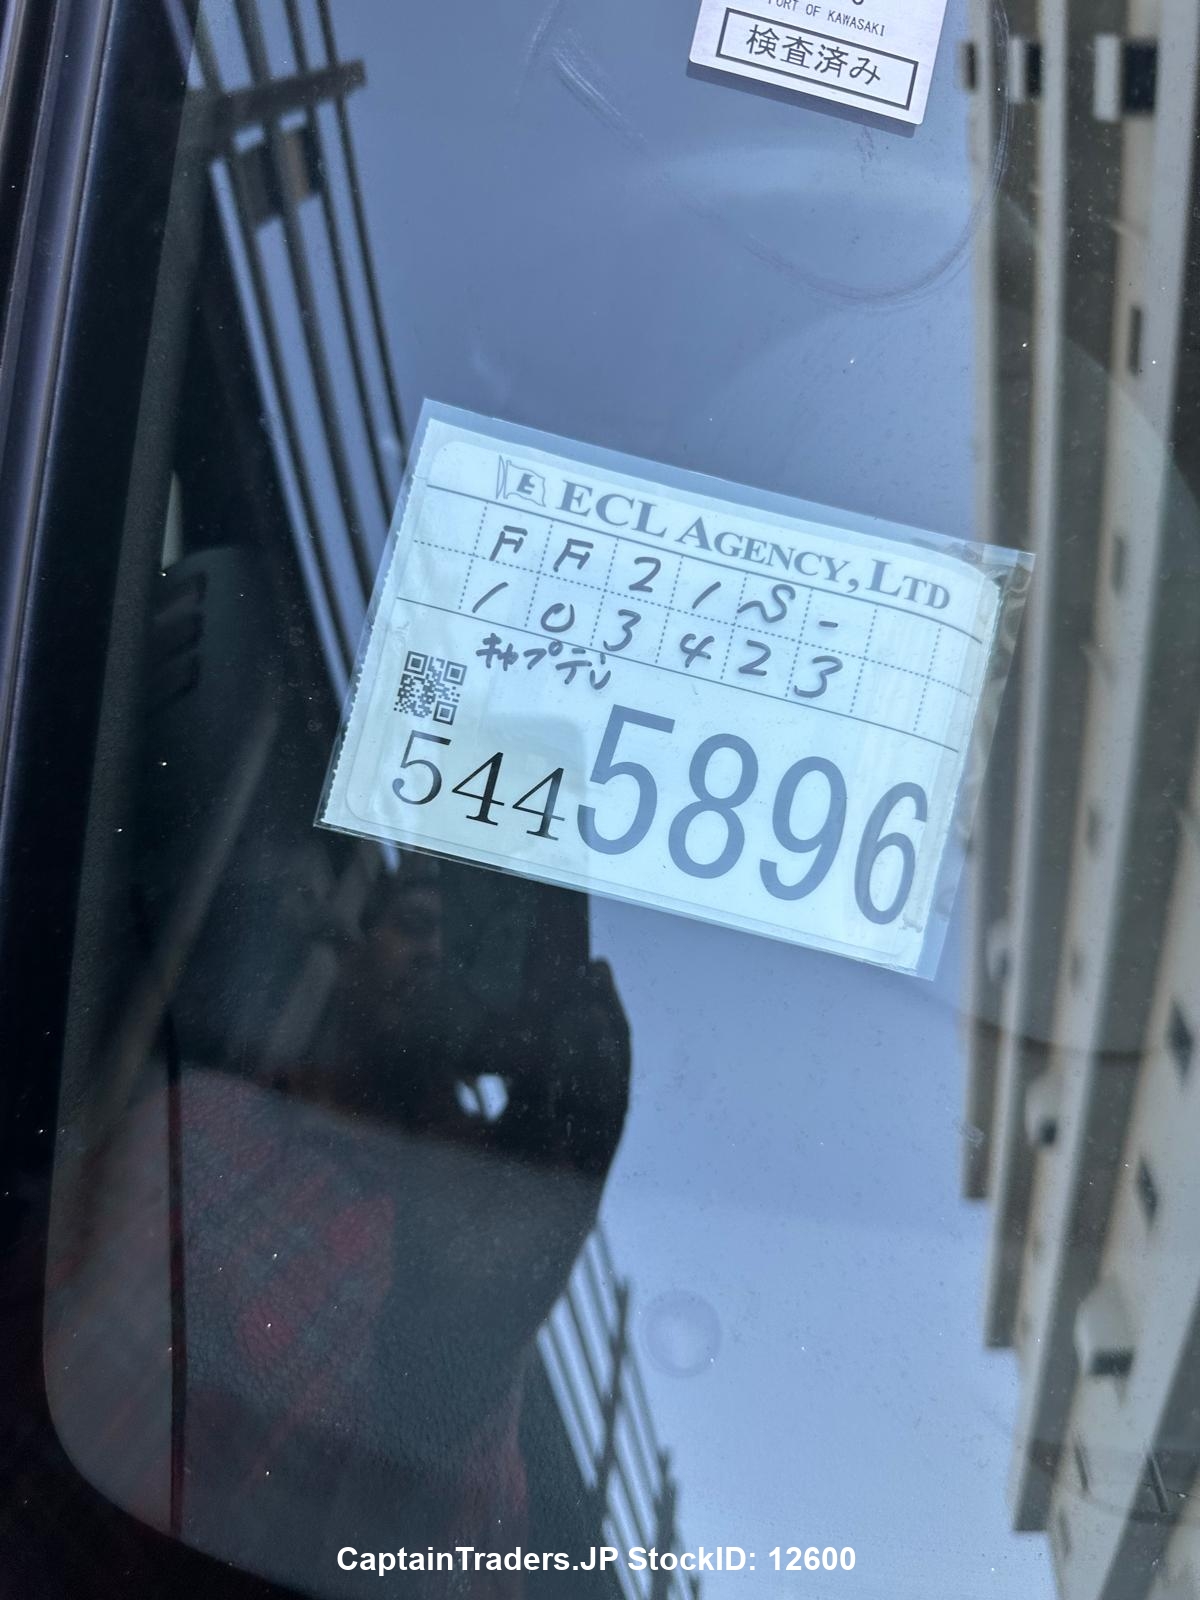 PORT OF KAWASAKI
検査済み
E ECL AGENCY, LTD
FF21S-
103423
キャプテン
5445896
CaptainTraders.JP StockID: 12600